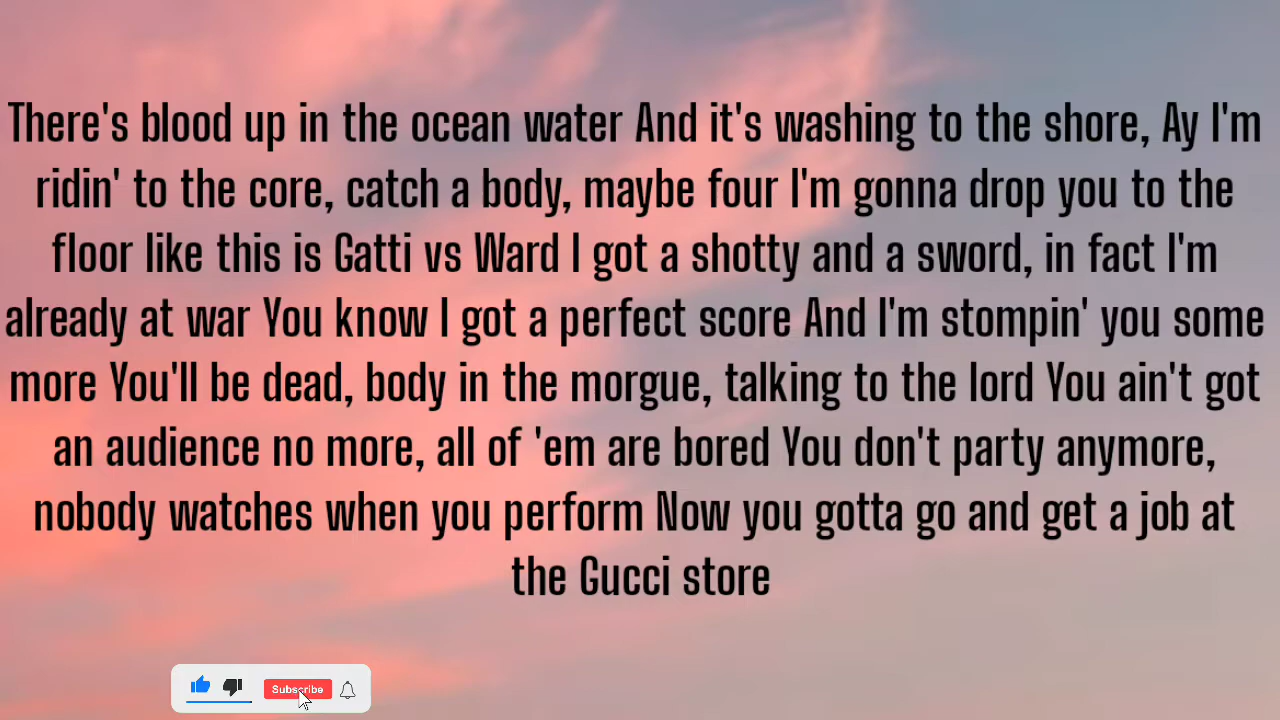 There's blood up in the ocean water And it's washing to the shore, Ay I'm
ridin' to the core, catch a body, maybe four I'm gonna drop you to the
floor like this is Gatti vs Ward I got a shotty and a sword, in fact I'm
already at war You know I got a perfect score And I'm stompin' you some
more You'll be dead, body in the morgue, talking to the lord You ain't got
an audience no more, all of 'em are bored You don't party anymore,
nobody watches when you perform Now you gotta go and get a job at
the Gucci store
Subscribe